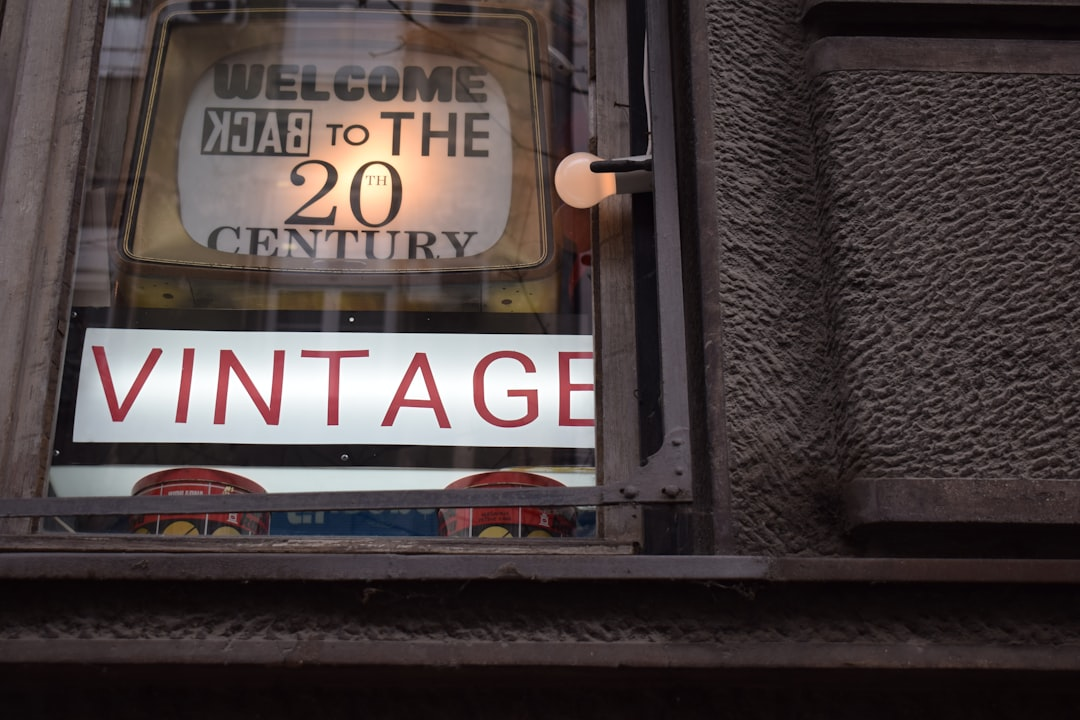 WELCOME
BACK TO THE
20TH
CENTURY
VINTAGE